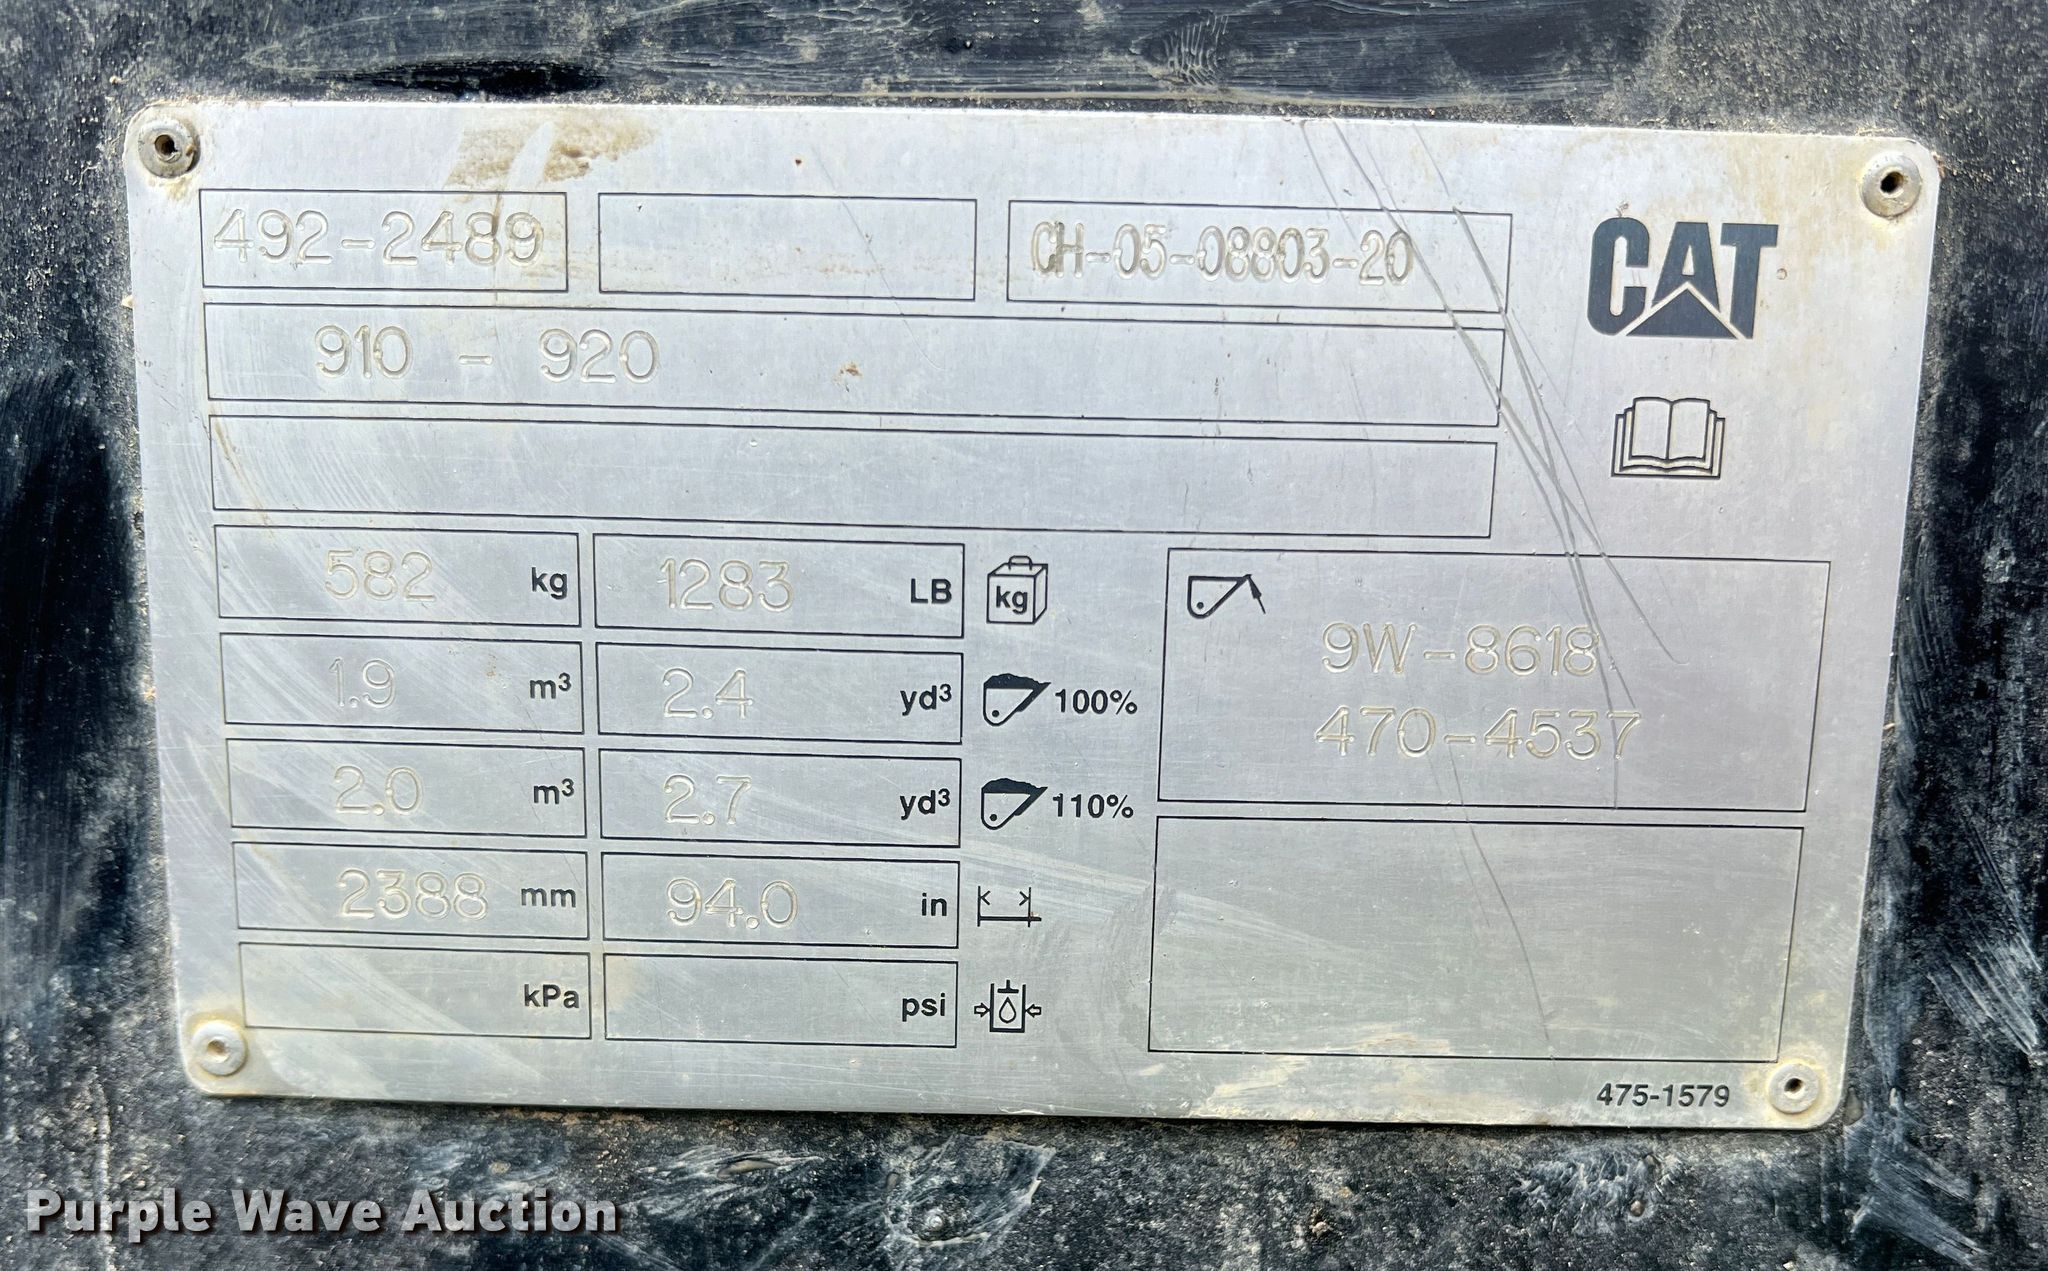 492-2489 CH-05-08803-20
CAT
910 - 920
582 kg 1283 LB kg
1.9 m³ 2.4 yd³ 100%
2.0 m³ 2.7 yd³ 110%
2388 mm 94.0 in
kPa psi
9W-8618
470-4537
475-1579
Purple Wave Auction